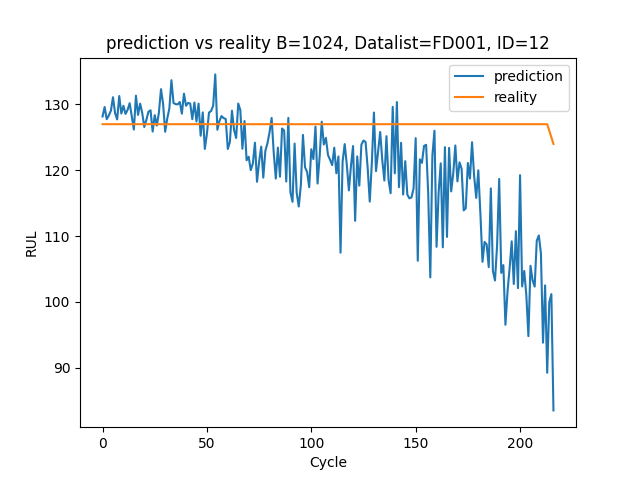 prediction vs reality B=1024, Datalist=FD001, ID=12
prediction
reality
130
120
110
100
90
RUL
0 50 100 150 200
Cycle